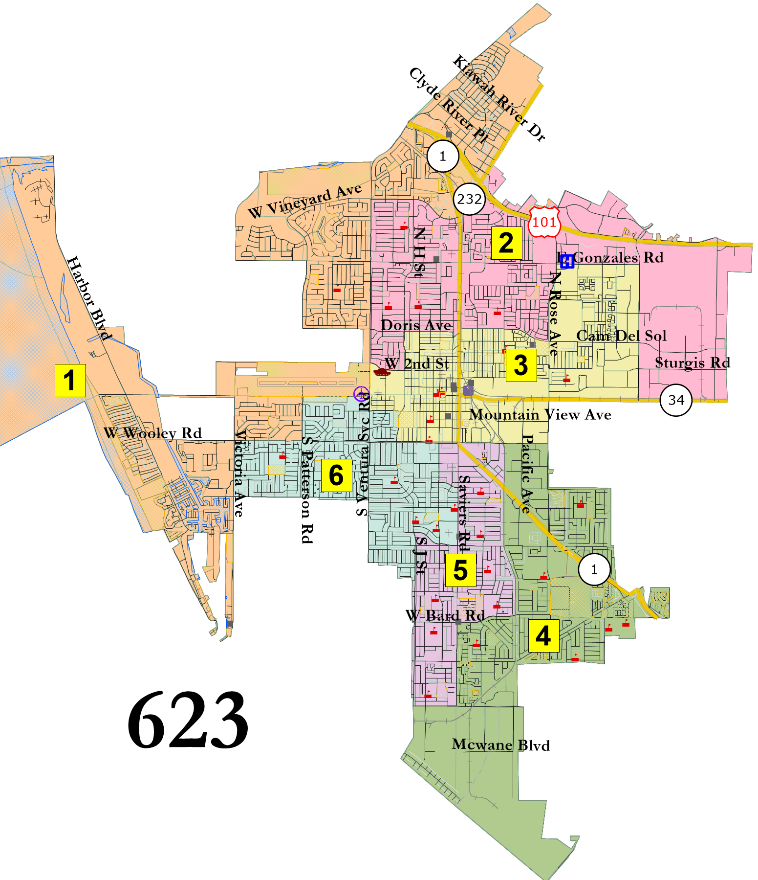 Kiawah River Dr
Clyde River Pl
1
232
W Vineyard Ave
101
N H St
2
Gonzales Rd
Harbor Blvd
N Rose Ave
Doris Ave
Cam Del Sol
W 2nd St
3
Sturgis Rd
1
34
Mountain View Ave
W Wooley Rd
Victoria Ave
S Patterson Rd
6
S Ventura Rd
Pacific Ave
Saviers Rd
S J St
5
1
W Bard Rd
4
623
Mcwane Blvd